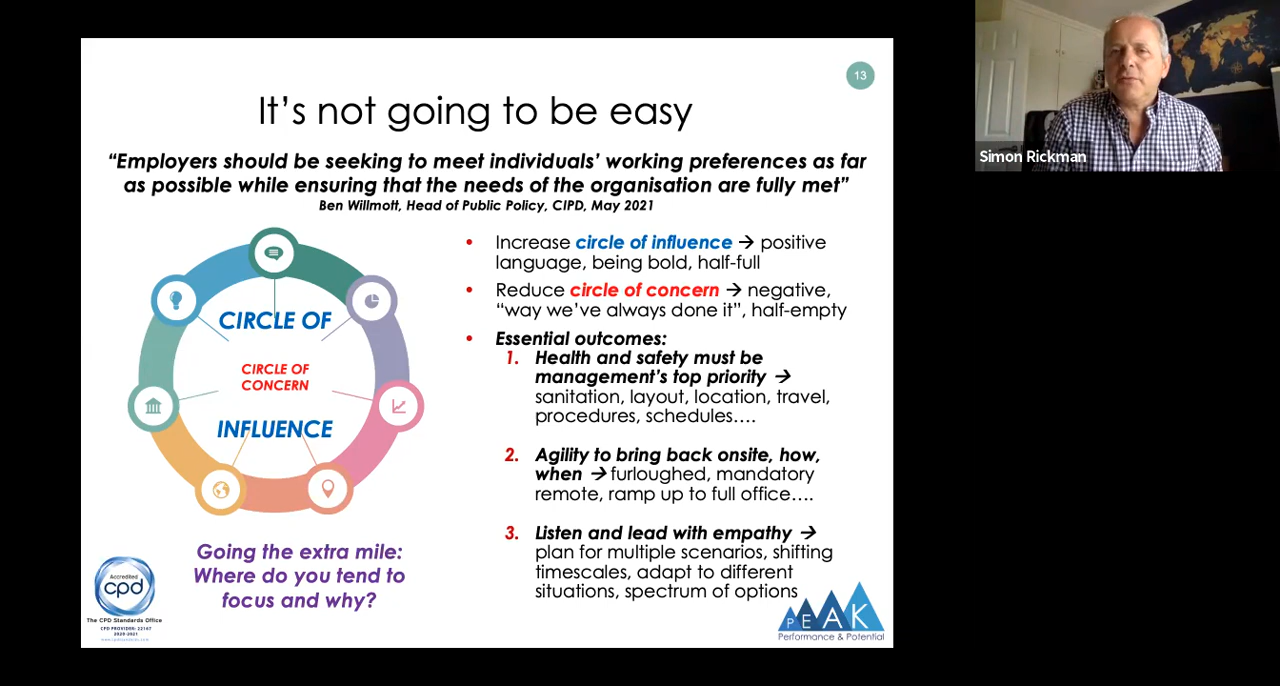 13
It's not going to be easy
“Employers should be seeking to meet individuals’ working preferences as far
as possible while ensuring that the needs of the organisation are fully met”
Ben Willmott, Head of Public Policy, CIPD, May 2021
CIRCLE OF
CIRCLE OF
CONCERN
INFLUENCE
Going the extra mile:
Where do you tend to
focus and why?
• Increase circle of influence → positive
language, being bold, half-full
• Reduce circle of concern → negative,
“way we’ve always done it”, half-empty
• Essential outcomes:
1. Health and safety must be
management’s top priority →
sanitation, layout, location, travel,
procedures, schedules….
2. Agility to bring back onsite, how,
when → furloughed, mandatory
remote, ramp up to full office….
3. Listen and lead with empathy →
plan for multiple scenarios, shifting
timescales, adapt to different
situations, spectrum of options
Accredited
cpd
The CPD Standards Office
CPD PROVIDER: 22167
2020-2021
PEAK
Performance & Potential
Simon Rickman